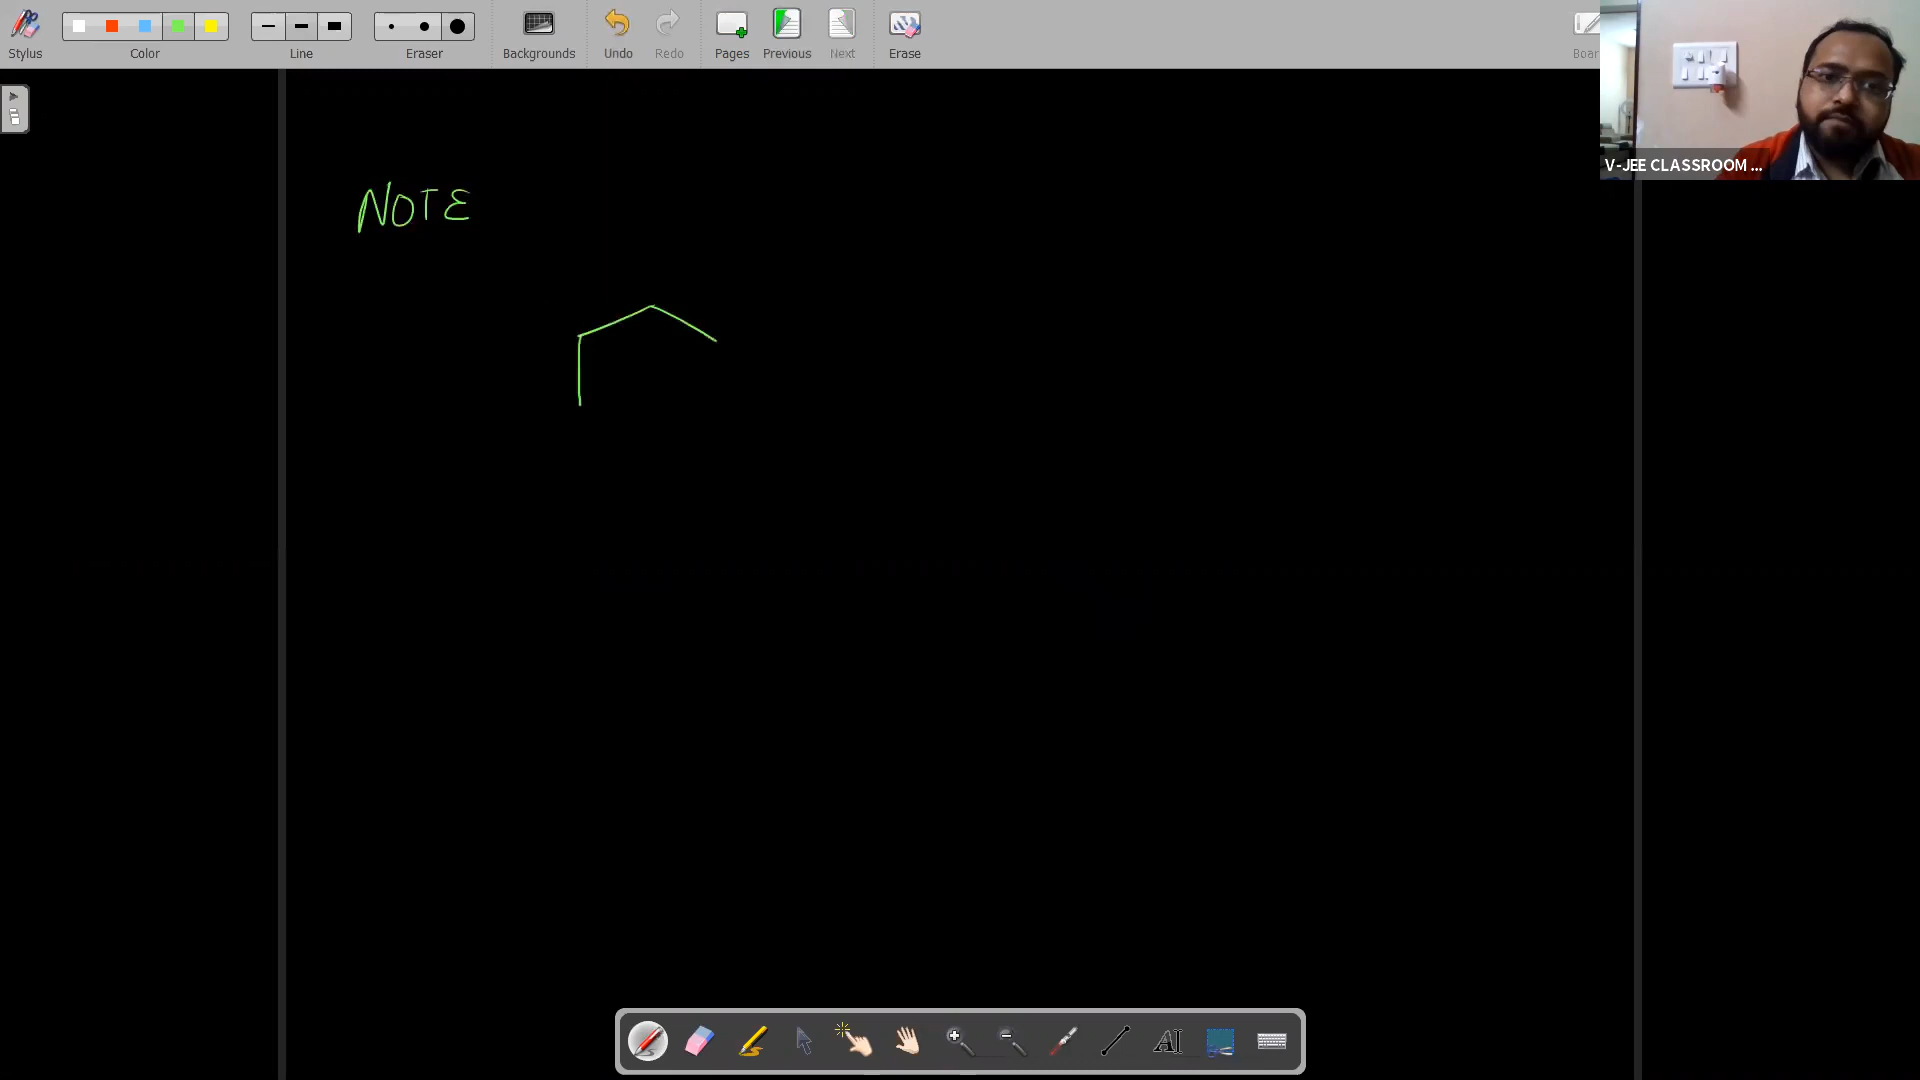 Stylus Color Line Eraser Backgrounds Undo Redo Pages Previous Next Erase
V-JEE CLASSROOM ...
NOTE